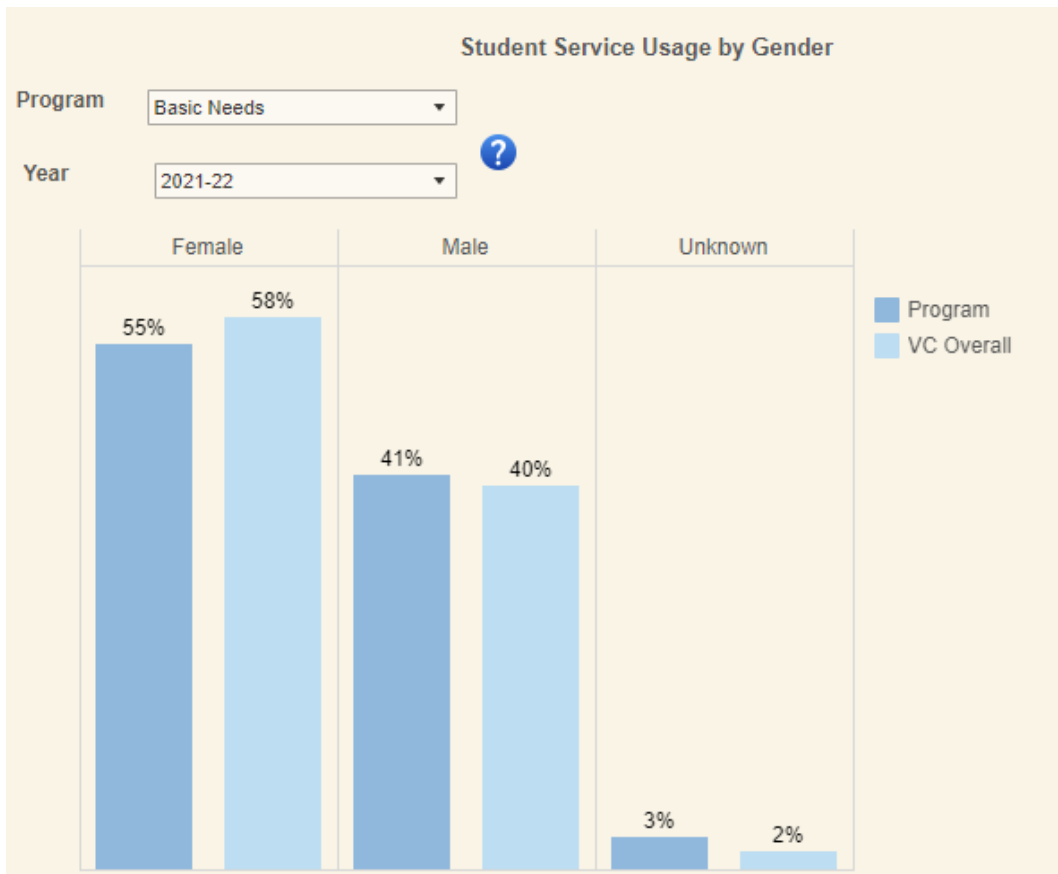 Student Service Usage by Gender
Program
Basic Needs
?
Year
2021-22
Female Male Unknown
58%
55%
Program
VC Overall
41%
40%
3%
2%